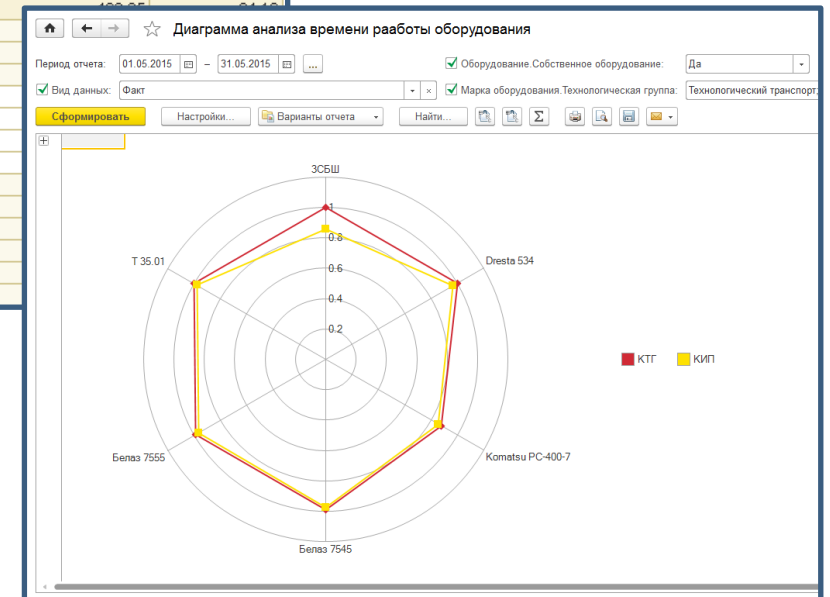 Диаграмма анализа времени рааботы оборудования
Период отчета: 01.05.2015 – 31.05.2015 ... Оборудование.Собственное оборудование: Да
Вид данных: Факт × Марка оборудования.Технологическая группа: Технологический транспорт;
Сформировать Настройки... Варианты отчета Найти... Σ
ЗСБШ
1
0.8
T 35.01 Dresta 534
0.6
0.4
0.2
КТГ КИП
Белаз 7555 Komatsu PC-400-7
Белаз 7545